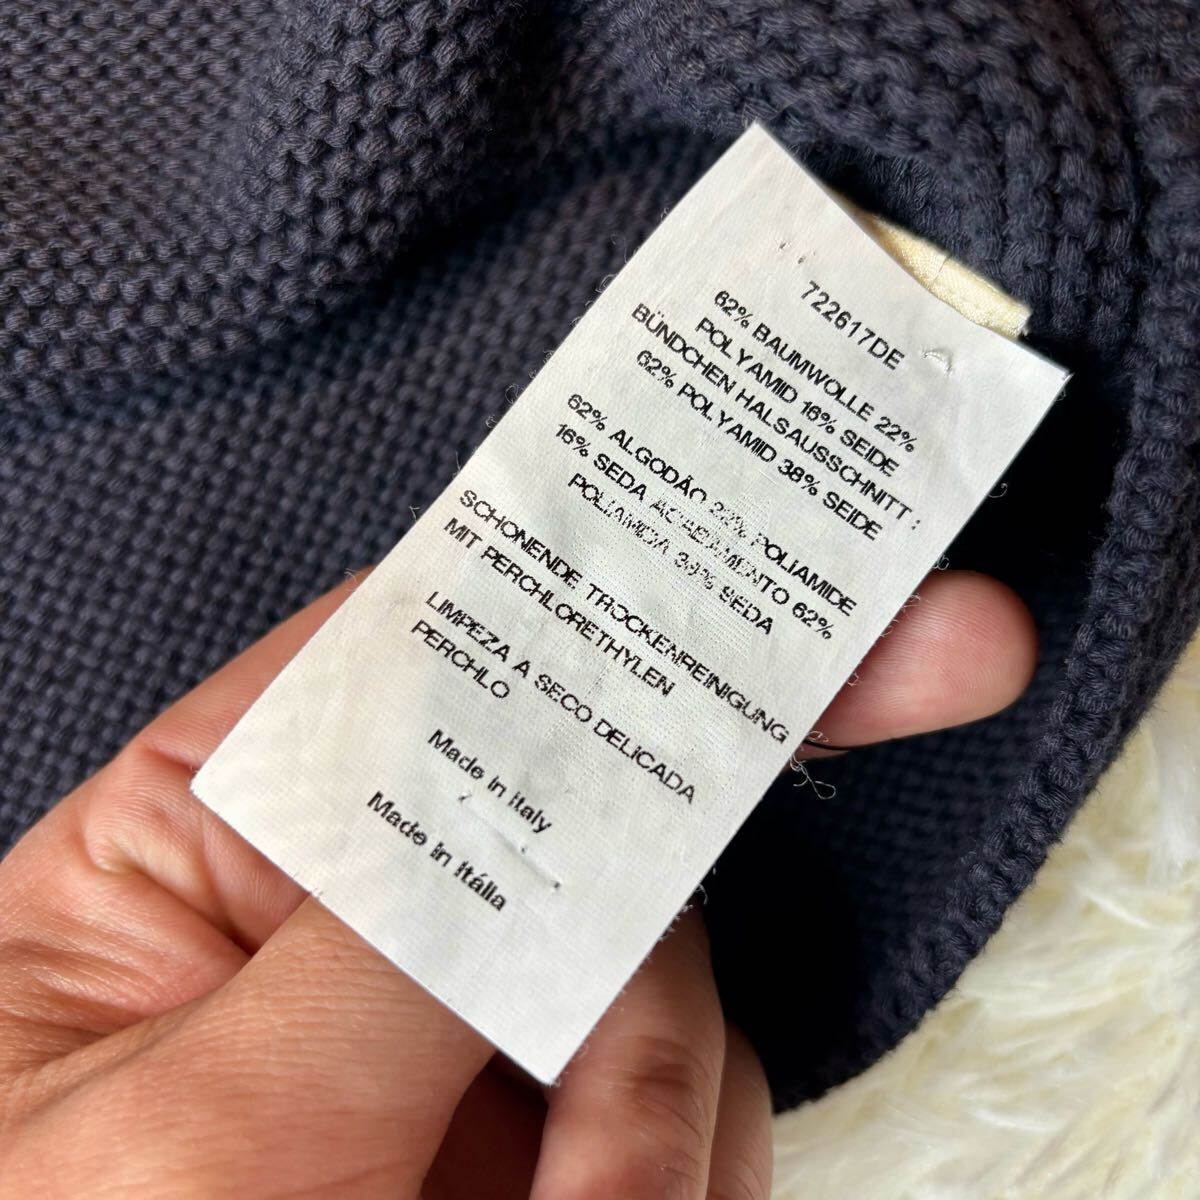 722617DE
62% BAUMWOLLE 22%
POLYAMID 16% SEIDE
BÜNDCHEN HALSAUSSCHNITT :
62% POLYAMID 38% SEIDE
62% ALGODÃO 22% POLIAMIDE
16% SEDA ACABAMENTO 62%
POLIAMIDA 38% SEDA
SCHONENDE TROCKENREINIGUNG
MIT PERCHLORETHYLEN
LIMPEZA A SECO DELICADA
PERCHLO
Made in Italy
Made in Itália